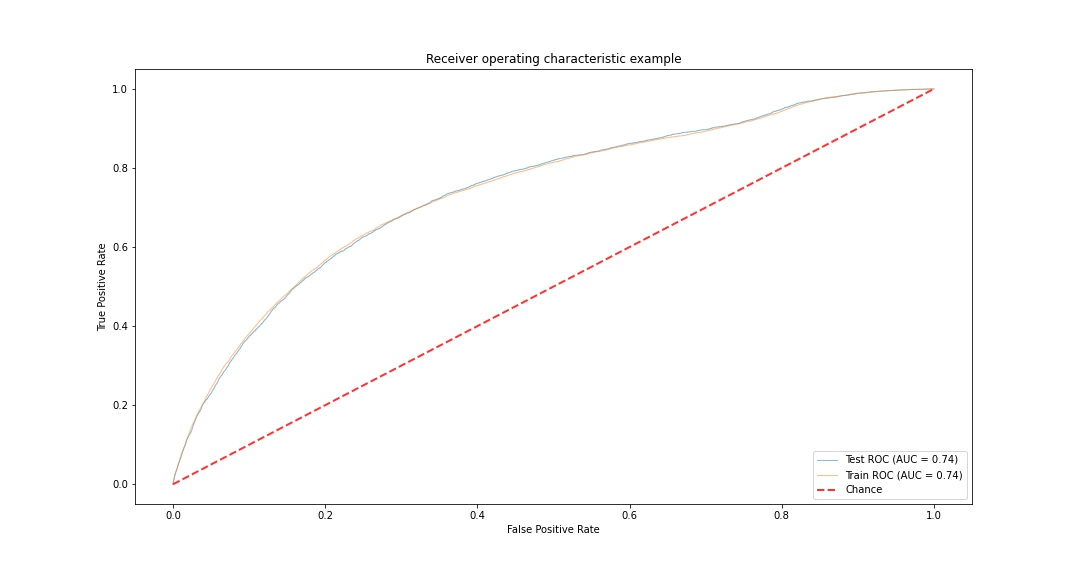 Receiver operating characteristic example
1.0
0.8
0.6
0.4
0.2
0.0
True Positive Rate
0.0 0.2 0.4 0.6 0.8 1.0
False Positive Rate
Test ROC (AUC = 0.74)
Train ROC (AUC = 0.74)
Chance